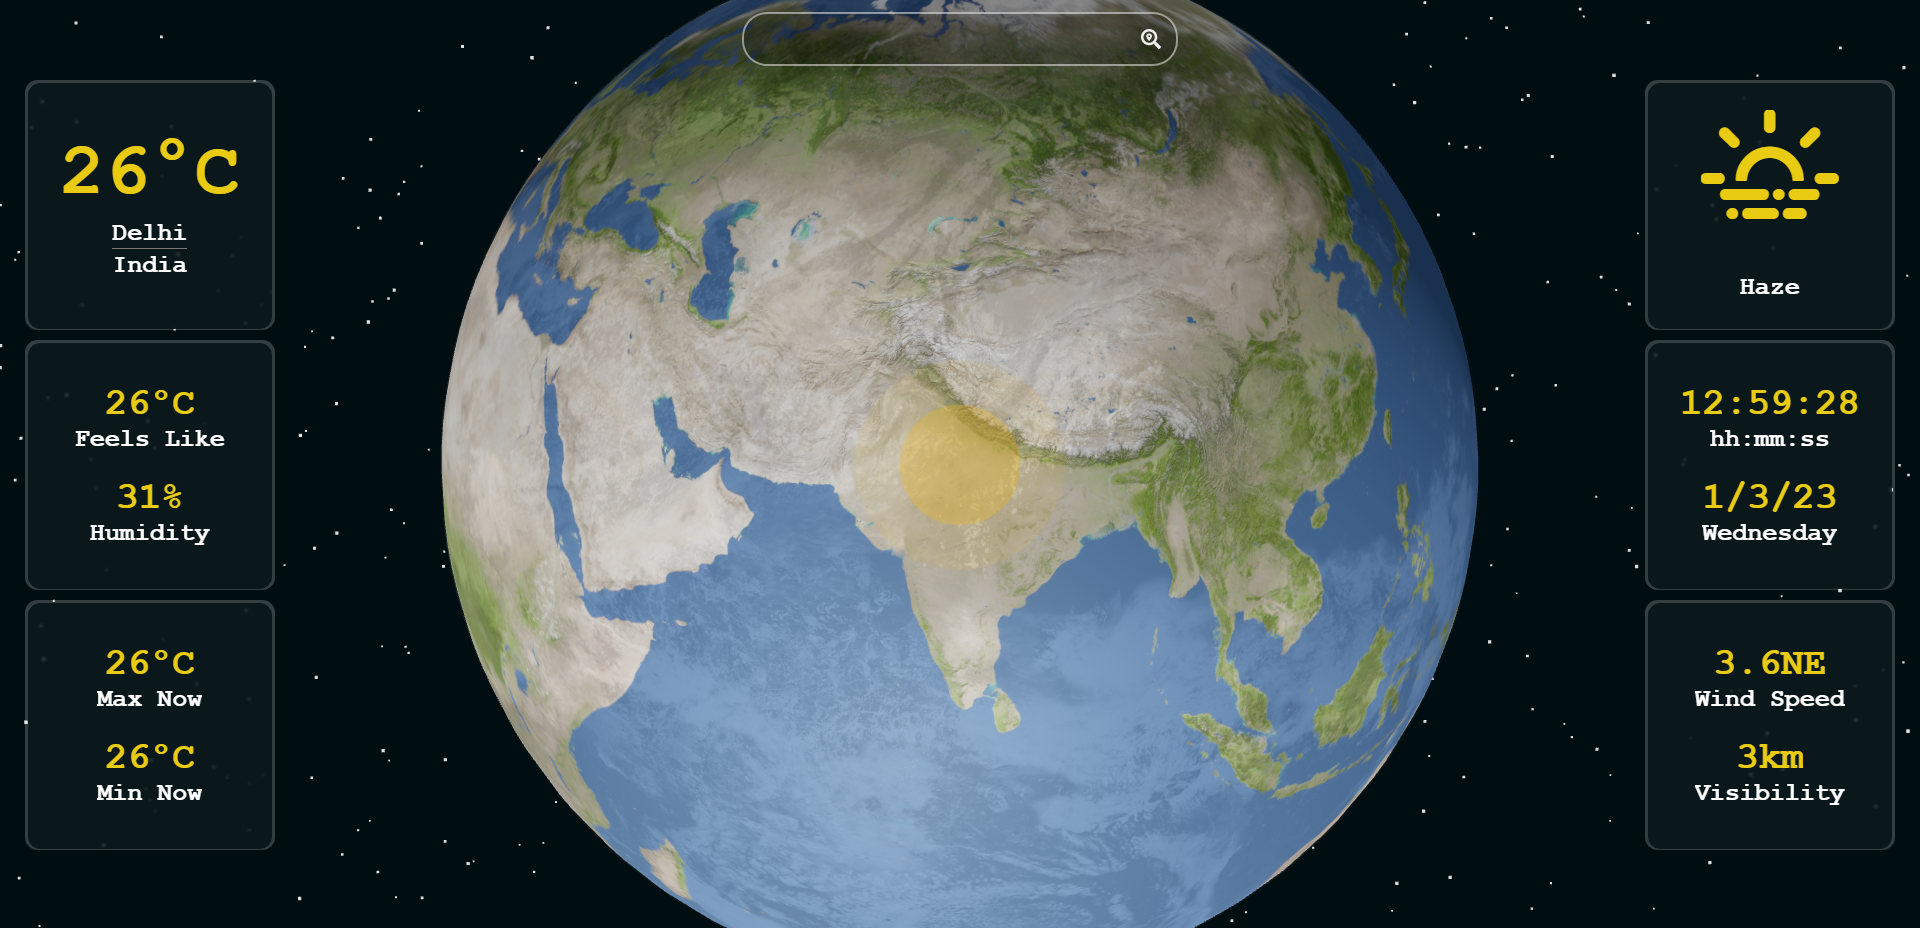 26°C
Delhi
India
26°C
Feels Like
31%
Humidity
26°C
Max Now
26°C
Min Now
Haze
12:59:28
hh:mm:ss
1/3/23
Wednesday
3.6NE
Wind Speed
3km
Visibility